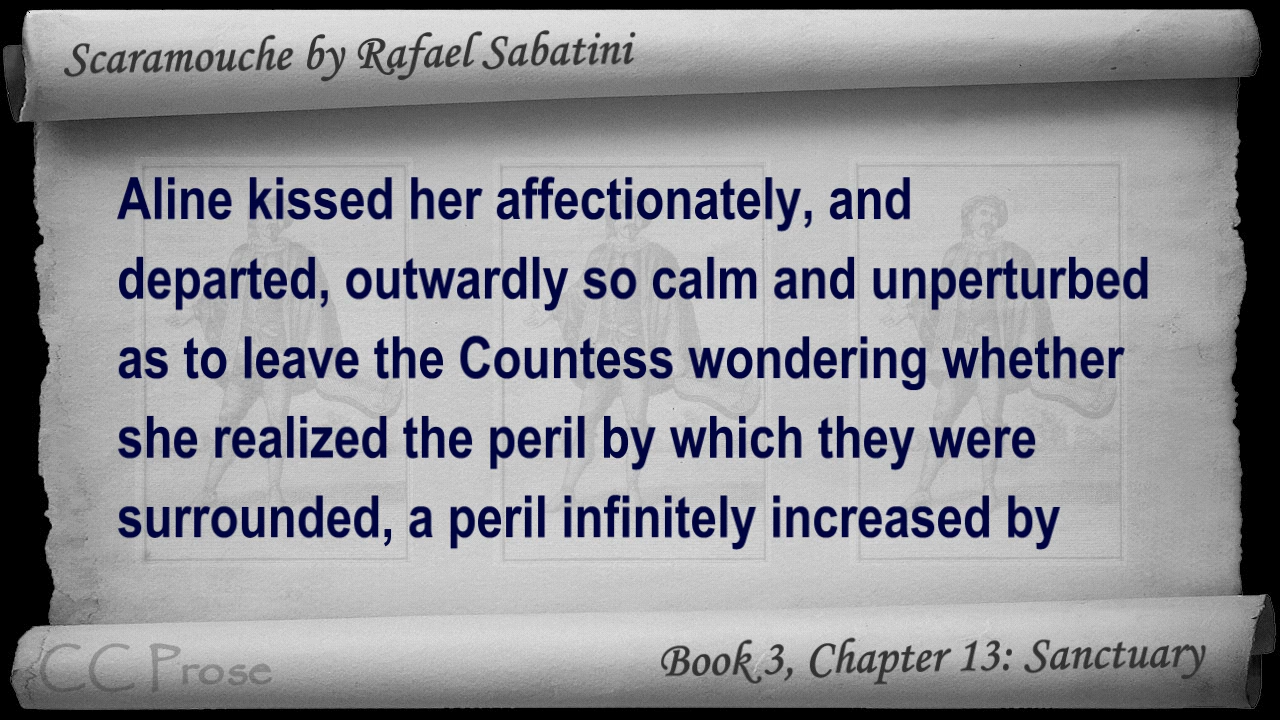 Scaramouche by Rafael Sabatini
Aline kissed her affectionately, and
departed, outwardly so calm and unperturbed
as to leave the Countess wondering whether
she realized the peril by which they were
surrounded, a peril infinitely increased by
CC Prose
Book 3, Chapter 13: Sanctuary